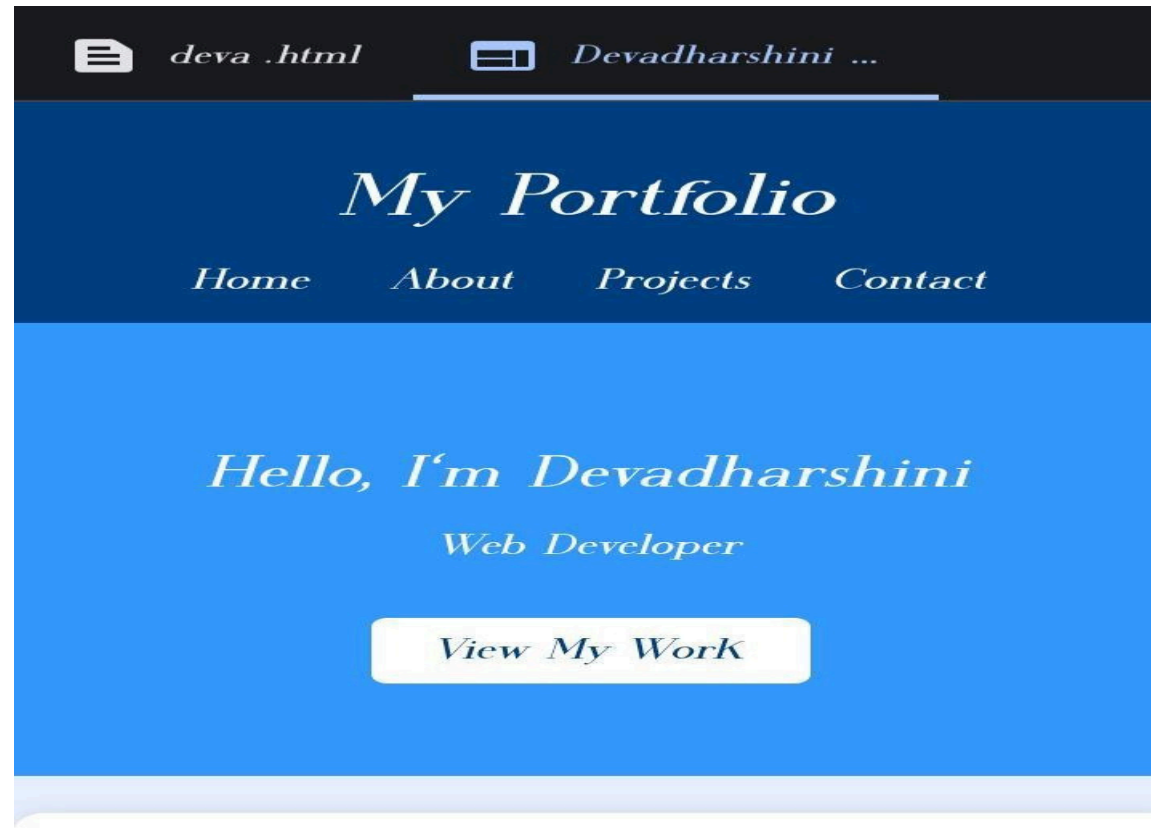 deva .html Devadharshini ...
My Portfolio
Home About Projects Contact
Hello, I‘m Devadharshini
Web Developer
View My Work